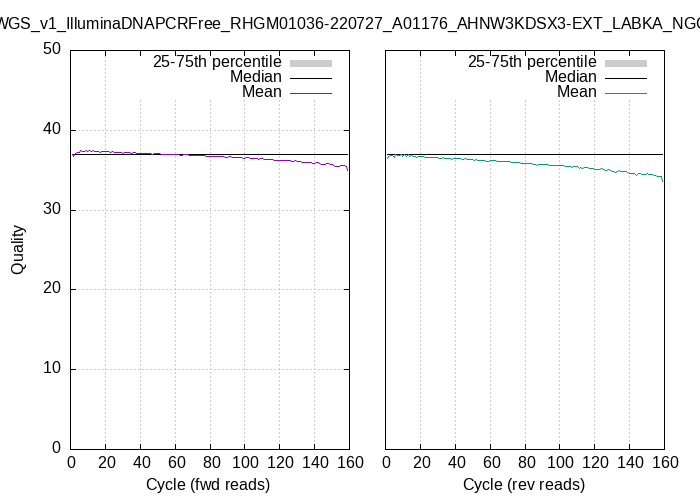 WGS_v1_IlluminaDNAPCRFree_RHGM01036-220727_A01176_AHNW3KDSX3-EXT_LABKA_NGC
25-75th percentile
Median
Mean
25-75th percentile
Median
Mean
Quality
50
40
30
20
10
0
0 20 40 60 80 100 120 140 160
0 20 40 60 80 100 120 140 160
Cycle (fwd reads)
Cycle (rev reads)